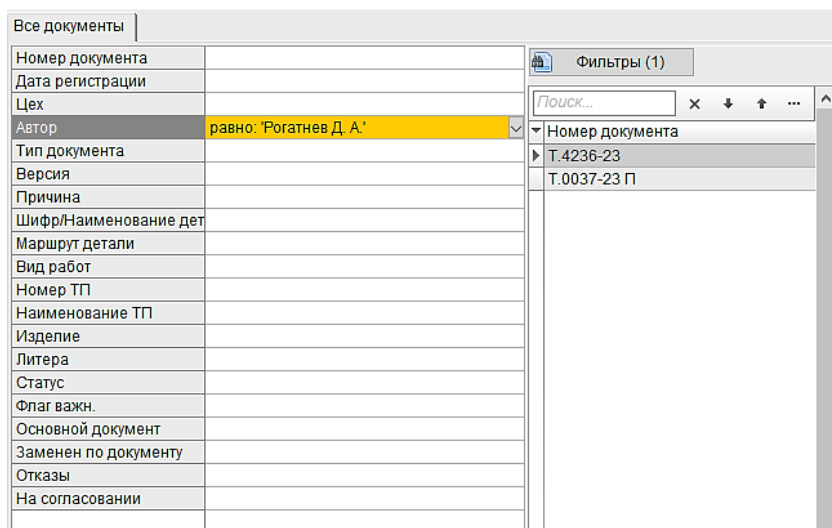 Все документы
Номер документа
Дата регистрации
Цех
Автор равно: 'Рогатнев Д. А.'
Тип документа
Версия
Причина
Шифр/Наименование дет
Маршрут детали
Вид работ
Номер ТП
Наименование ТП
Изделие
Литера
Статус
Флаг важн.
Основной документ
Заменен по документу
Отказы
На согласовании
Фильтры (1)
Поиск...
Номер документа
Т.4236-23
Т.0037-23 П